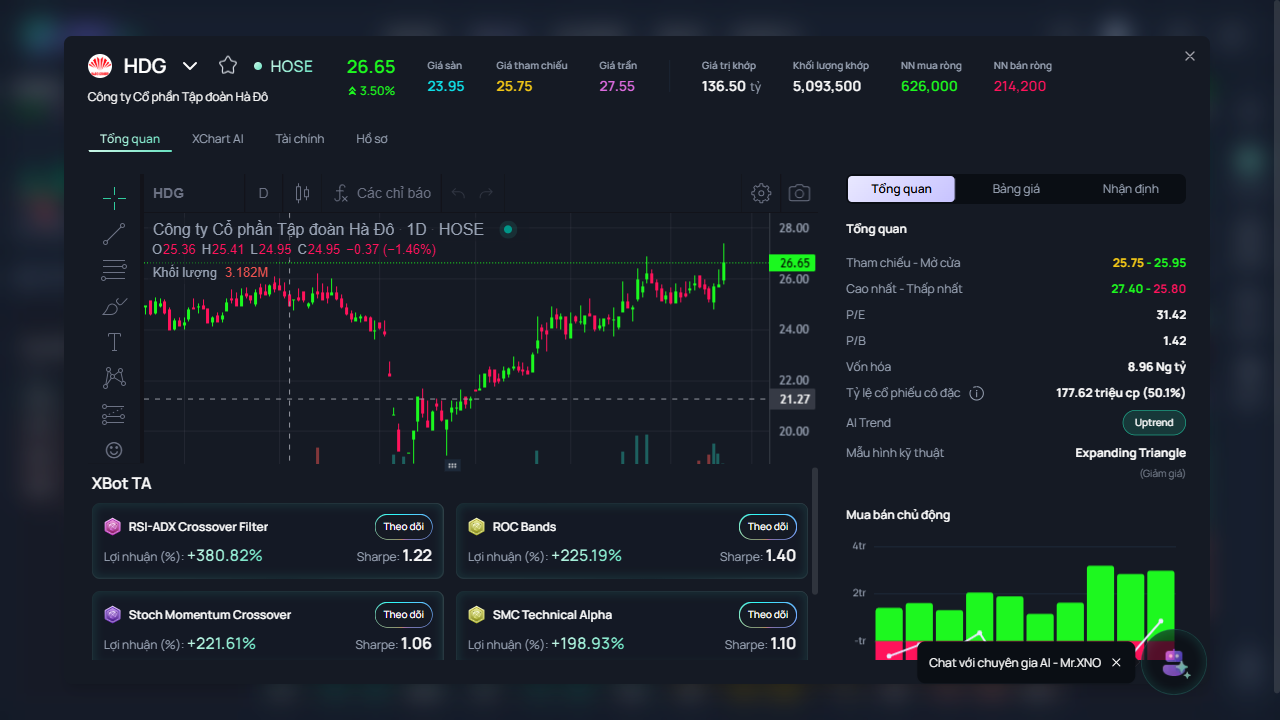 HDG
HOSE
Công ty Cổ phần Tập đoàn Hà Đô
26.65
3.50%
Giá sàn
23.95
Giá tham chiếu
25.75
Giá trần
27.55
Giá trị khớp
136.50 tỷ
Khối lượng khớp
5,093,500
NN mua ròng
626,000
NN bán ròng
214,200
Tổng quan
XChart AI
Tài chính
Hồ sơ
HDG
D
Các chỉ báo
Công ty Cổ phần Tập đoàn Hà Đô · 1D · HOSE
O25.36 H25.41 L24.95 C24.95 −0.37 (−1.46%)
Khối lượng 3.182M
28.00
26.65
26.00
24.00
22.00
21.27
20.00
XBot TA
RSI-ADX Crossover Filter
Theo dõi
Lợi nhuận (%): +380.82%
Sharpe: 1.22
ROC Bands
Theo dõi
Lợi nhuận (%): +225.19%
Sharpe: 1.40
Stoch Momentum Crossover
Theo dõi
Lợi nhuận (%): +221.61%
Sharpe: 1.06
SMC Technical Alpha
Theo dõi
Lợi nhuận (%): +198.93%
Sharpe: 1.10
Tổng quan
Bảng giá
Nhận định
Tổng quan
Tham chiếu - Mở cửa
25.75 - 25.95
Cao nhất - Thấp nhất
27.40 - 25.80
P/E
31.42
P/B
1.42
Vốn hóa
8.96 Ng tỷ
Tỷ lệ cổ phiếu cô đặc
177.62 triệu cp (50.1%)
AI Trend
Uptrend
Mẫu hình kỹ thuật
Expanding Triangle
(Giảm giá)
Mua bán chủ động
4tr
2tr
-tr
Chat với chuyên gia AI - Mr.XNO